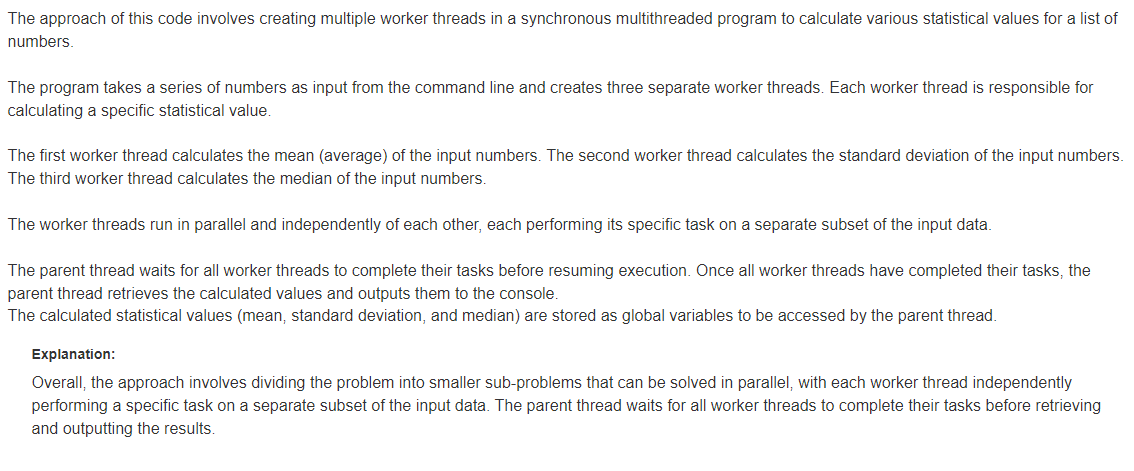 The approach of this code involves creating multiple worker threads in a synchronous multithreaded program to calculate various statistical values for a list of
numbers.
The program takes a series of numbers as input from the command line and creates three separate worker threads. Each worker thread is responsible for
calculating a specific statistical value.
The first worker thread calculates the mean (average) of the input numbers. The second worker thread calculates the standard deviation of the input numbers.
The third worker thread calculates the median of the input numbers.
The worker threads run in parallel and independently of each other, each performing its specific task on a separate subset of the input data.
The parent thread waits for all worker threads to complete their tasks before resuming execution. Once all worker threads have completed their tasks, the
parent thread retrieves the calculated values and outputs them to the console.
The calculated statistical values (mean, standard deviation, and median) are stored as global variables to be accessed by the parent thread.
Explanation:
Overall, the approach involves dividing the problem into smaller sub-problems that can be solved in parallel, with each worker thread independently
performing a specific task on a separate subset of the input data. The parent thread waits for all worker threads to complete their tasks before retrieving
and outputting the results.